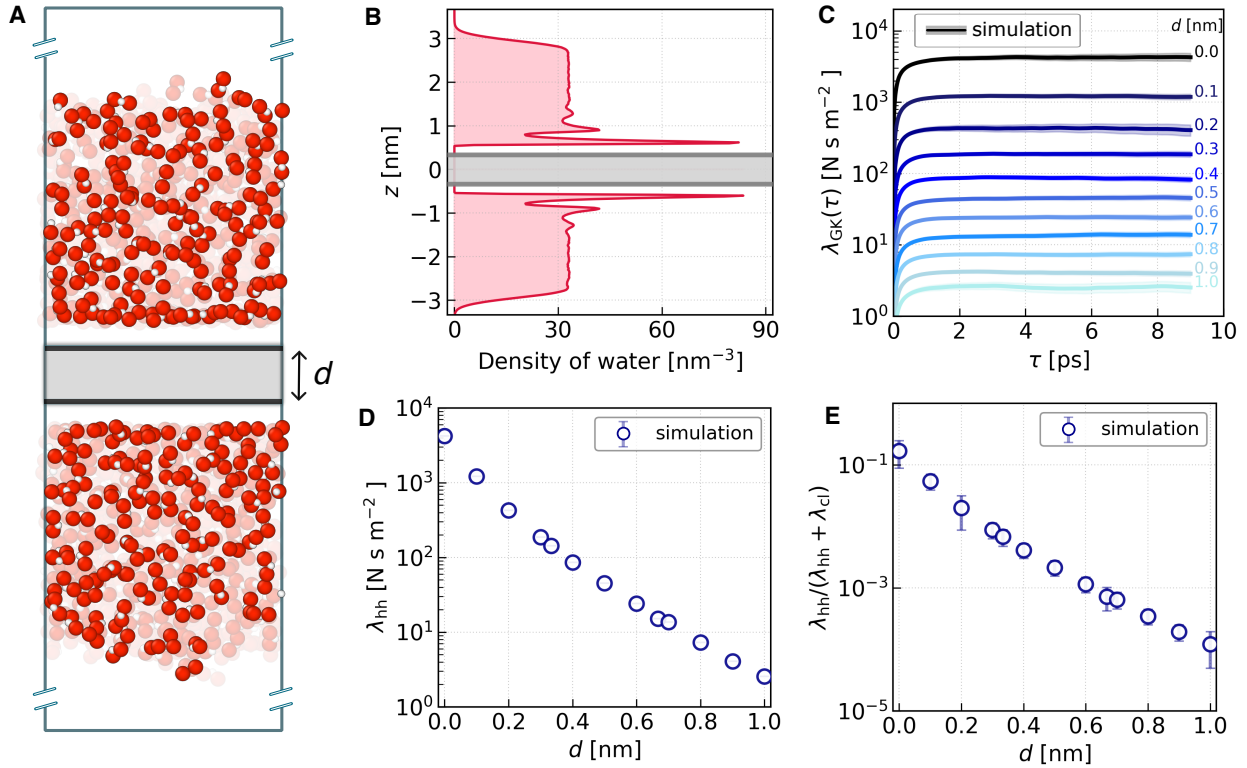 A
d
B
3
2
1
0
−1
−2
−3
z [nm]
0 30 60 90
Density of water [nm⁻³]
C
simulation
d [nm]
0.0
0.1
0.2
0.3
0.4
0.5
0.6
0.7
0.8
0.9
1.0
10⁴
10³
10²
10¹
10⁰
λGK(τ) [N s m⁻²]
0 2 4 6 8 10
τ [ps]
D
simulation
10⁴
10³
10²
10¹
10⁰
λhh [N s m⁻²]
0.0 0.2 0.4 0.6 0.8 1.0
d [nm]
E
simulation
10⁻¹
10⁻³
10⁻⁵
λhh/(λhh + λcl)
0.0 0.2 0.4 0.6 0.8 1.0
d [nm]